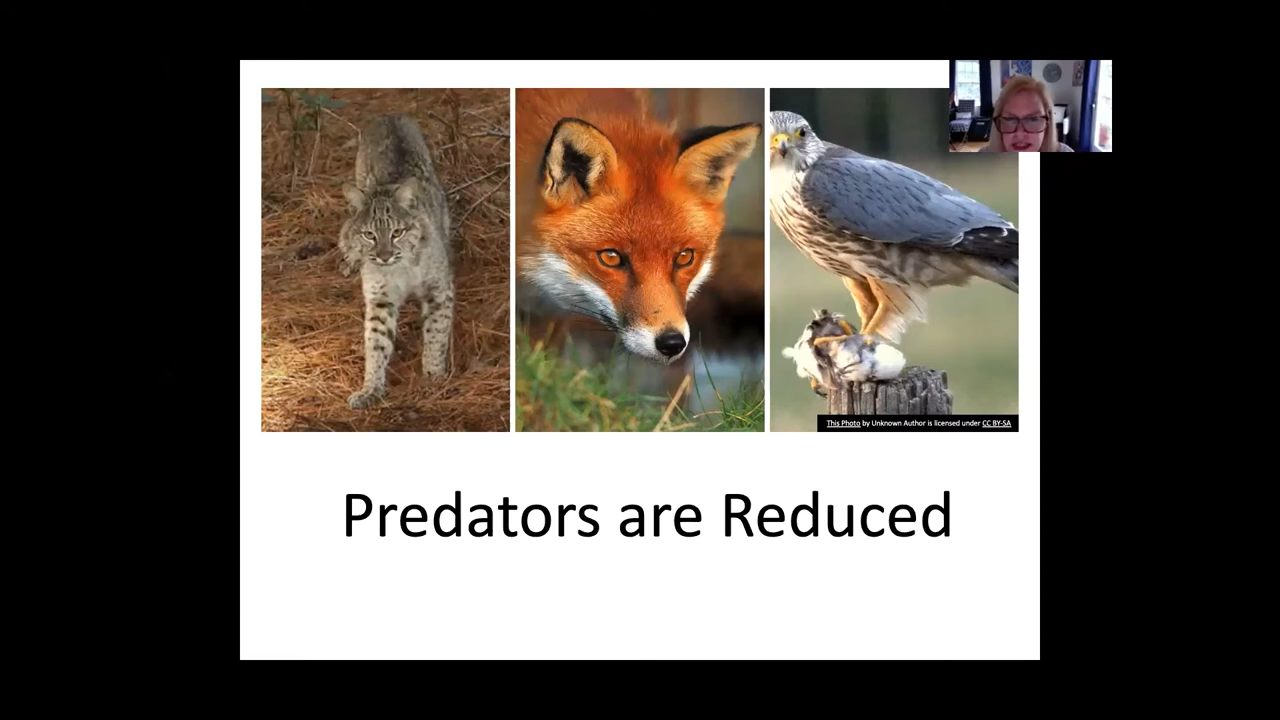 This Photo by Unknown Author is licensed under CC BY-SA
Predators are Reduced